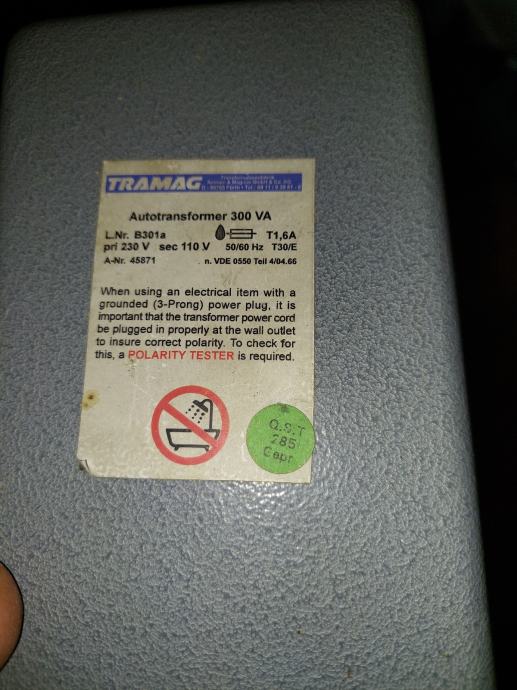 TRAMAG
Autotransformer 300 VA
L.Nr. B301a T1,6A
pri 230 V sec 110 V 50/60 Hz T30/E
A-Nr. 45871 n. VDE 0550 Teil 4/04.66
When using an electrical item with a
grounded (3-Prong) power plug, it is
important that the transformer power cord
be plugged in properly at the wall outlet
to insure correct polarity. To check for
this, a POLARITY TESTER is required.
Q.S.T
285
Capr